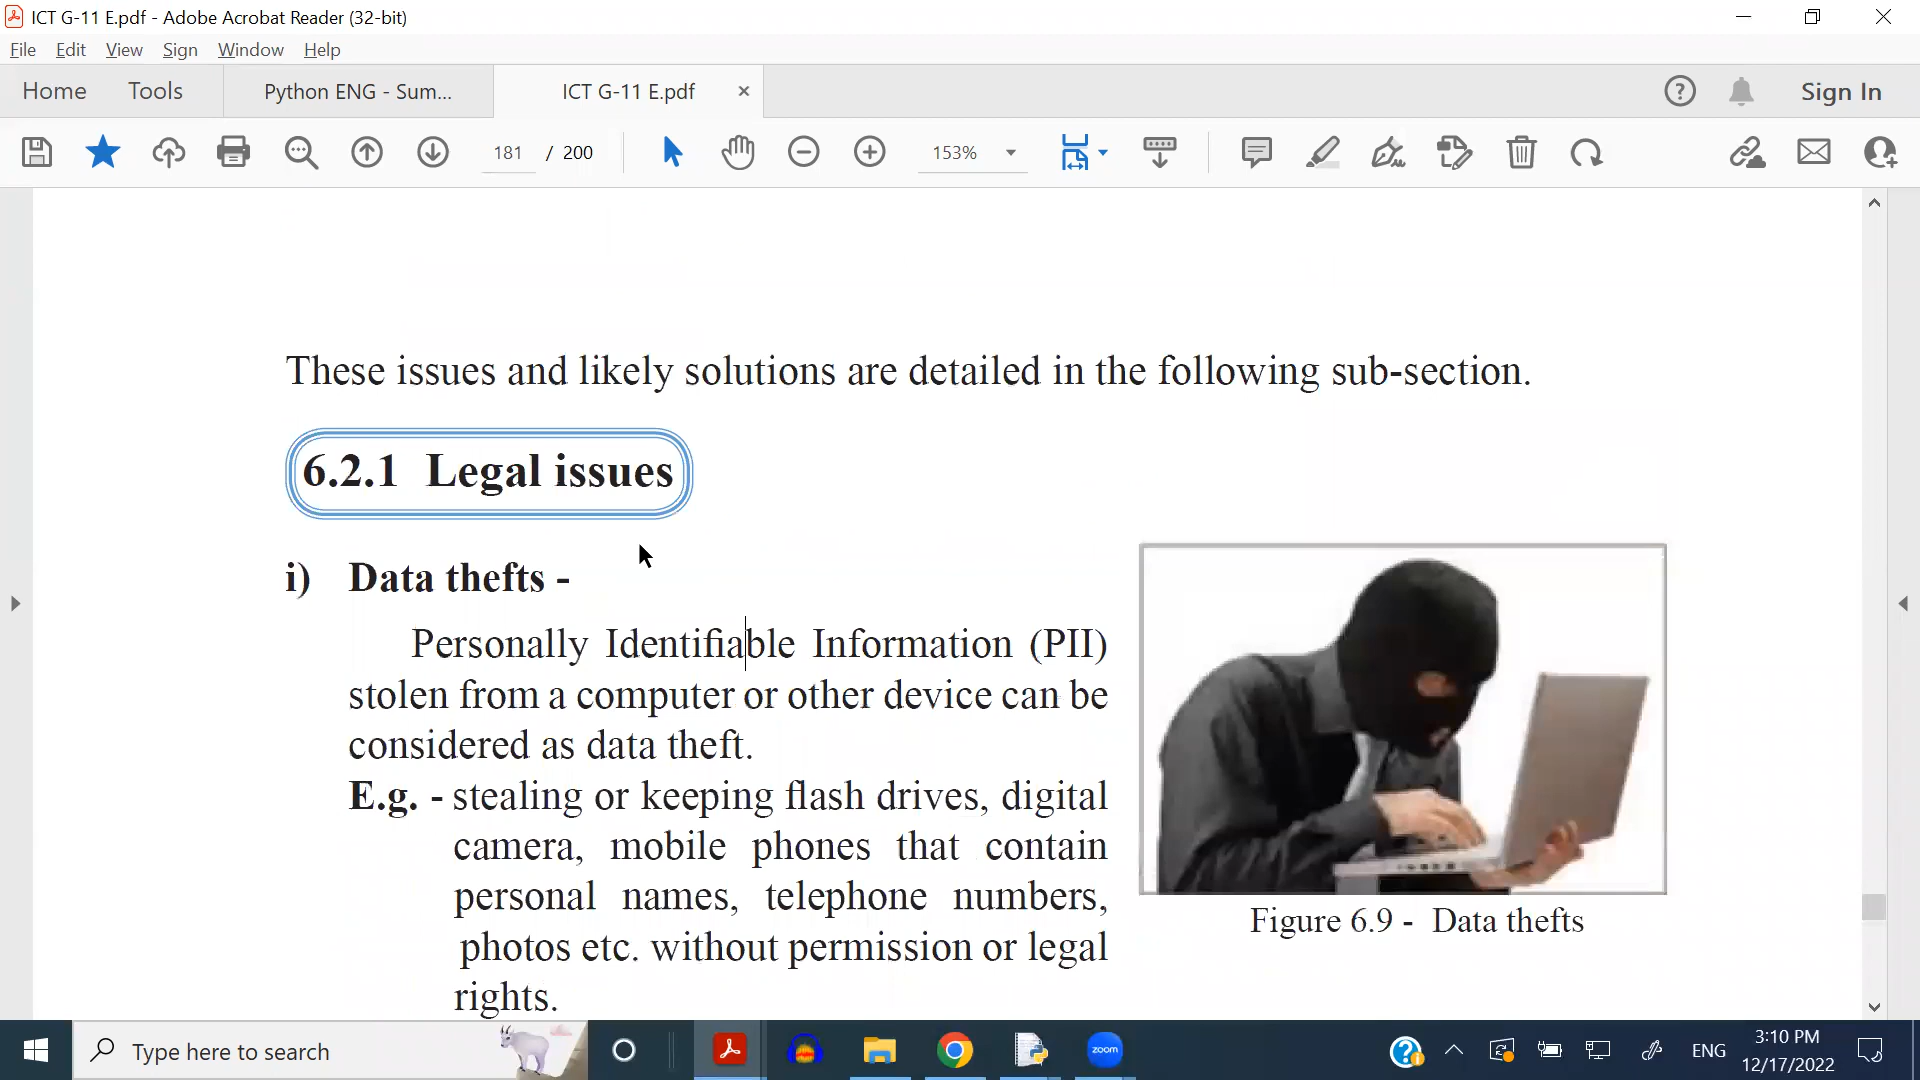 ICT G-11 E.pdf - Adobe Acrobat Reader (32-bit)
File Edit View Sign Window Help
Home Tools Python ENG - Sum... ICT G-11 E.pdf × Sign In
181 / 200 153%
These issues and likely solutions are detailed in the following sub-section.
6.2.1 Legal issues
i) Data thefts -
Personally Identifiable Information (PII)
stolen from a computer or other device can be
considered as data theft.
E.g. - stealing or keeping flash drives, digital
camera, mobile phones that contain
personal names, telephone numbers,
photos etc. without permission or legal
rights.
Figure 6.9 - Data thefts
Type here to search
zoom
ENG
3:10 PM
12/17/2022